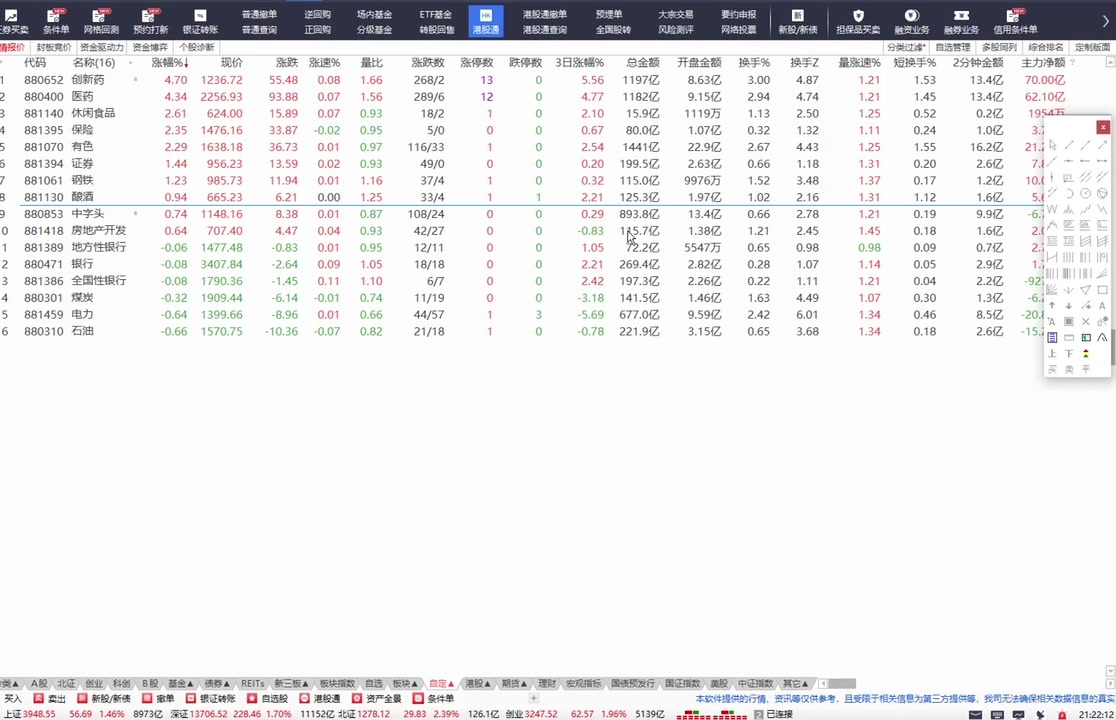 普通撤单 逆回购 场内基金 ETF基金 港股通撤单 预埋单 大宗交易 要约申报
证券买卖 条件单 网格回测 预约打新 银证转账 普通查询 正回购 分级基金 转股回售 港股通 港股通查询 全国股转 风险测评 网络投票 新股/新债 担保品买卖 融资业务 融券业务 信用条件单
情报价 封板竞价 资金驱动力 资金博弈 个股诊断 分类过滤* 自选管理 多股同列 综合排名 定制版面
代码 名称(16) 涨幅%↓ 现价 涨跌 涨速% 量比 涨跌数 涨停数 跌停数 3日涨幅% 总金额 开盘金额 换手% 换手Z 量涨速% 短换手% 2分钟金额 主力净额 ?
1 880652 创新药 4.70 1236.72 55.48 0.08 1.66 268/2 13 0 5.56 1197亿 8.63亿 3.00 4.87 1.21 1.53 13.4亿 70.00亿
2 880400 医药 4.34 2256.93 93.88 0.07 1.56 289/6 12 0 4.77 1182亿 9.15亿 2.94 4.74 1.21 1.45 13.4亿 62.10亿
3 881140 休闲食品 2.61 624.00 15.89 0.07 0.93 18/2 1 0 2.10 15.9亿 1119万 1.13 2.50 1.25 0.52 0.2亿 1954万
4 881395 保险 2.35 1476.16 33.87 -0.02 0.95 5/0 0 0 0.67 80.0亿 1.07亿 0.32 1.32 1.11 0.24 1.0亿 3.
5 881070 有色 2.29 1638.18 36.73 0.01 0.97 116/33 1 0 2.54 1441亿 22.9亿 2.67 4.43 1.25 1.55 16.2亿 21.
6 881394 证券 1.44 956.23 13.59 0.02 0.93 49/0 0 0 0.20 199.5亿 2.63亿 0.66 1.18 1.31 0.20 2.6亿 7.
7 881061 钢铁 1.23 985.73 11.94 0.01 1.16 37/4 1 0 0.32 115.0亿 9976万 1.52 3.48 1.37 0.17 1.2亿 10.
8 881130 酿酒 0.94 665.23 6.21 0.00 1.25 33/4 1 1 2.21 125.3亿 1.97亿 1.02 2.16 1.31 1.12 1.6亿 5.
9 880853 中字头 0.74 1148.16 8.38 0.01 0.87 108/24 0 0 0.29 893.8亿 13.4亿 0.66 2.78 1.21 0.19 9.9亿 -6.
0 881418 房地产开发 0.64 707.40 4.47 0.04 0.93 42/27 0 0 -0.83 115.7亿 1.38亿 1.21 2.45 1.45 0.18 1.6亿 2.
1 881389 地方性银行 -0.06 1477.48 -0.83 0.01 0.95 12/11 0 0 1.05 72.2亿 5547万 0.65 0.98 0.98 0.09 0.7亿 2.
2 880471 银行 -0.08 3407.84 -2.64 0.09 1.05 18/18 0 0 2.21 269.4亿 2.82亿 0.28 1.07 1.14 0.05 2.9亿 1.
3 881386 全国性银行 -0.08 1790.36 -1.45 0.11 1.10 6/7 0 0 2.42 197.3亿 2.26亿 0.22 1.11 1.21 0.04 2.2亿 -92
4 880301 煤炭 -0.32 1909.44 -6.14 -0.01 0.74 11/19 0 0 -3.18 141.5亿 1.46亿 1.63 4.49 1.07 0.30 1.3亿 -6.
5 881459 电力 -0.64 1399.66 -8.96 0.01 0.66 44/57 1 3 -5.69 677.0亿 9.59亿 2.42 6.01 1.34 0.46 8.5亿 -20.
6 880310 石油 -0.66 1570.75 -10.36 -0.07 0.82 21/18 1 0 -0.78 221.9亿 3.15亿 0.65 3.68 1.34 0.18 2.6亿 -15.
上 下
买 卖 平
分类▲ A股 北证 创业 科创 B股 基金▲ 债券▲ REITs 新三板▲ 板块指数 自选 板块▲ 自定▲ 港股▲ 期货▲ 理财 宏观指标 国债预发行 国证指数 美股 中证指数 其它▲
买入 卖出 新股/新债 撤单 银证转账 自选股 港股通 资产全景 条件单 本软件提供的行情、资讯等仅供参考，且受限于相关信息为第三方提供等，我司无法确保相关数据信息的真实
上证3948.55 56.69 1.46% 8973亿 深证13706.52 228.46 1.70% 11152亿 北证1278.12 29.83 2.39% 126.1亿 创业3247.52 62.57 1.96% 5139亿 2 已连接 21:22:12